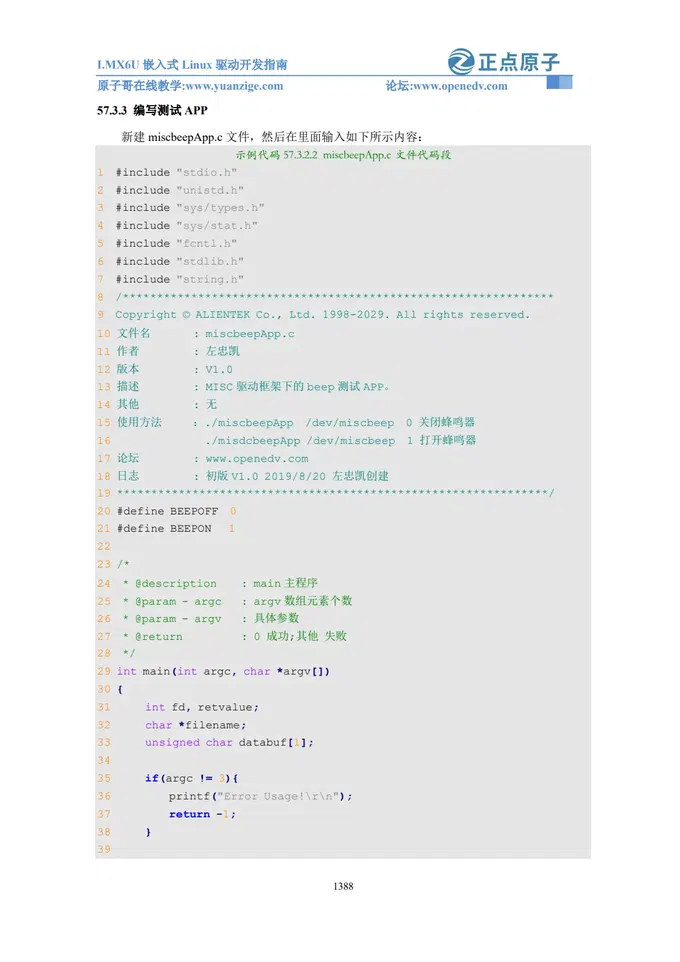 I.MX6U 嵌入式 Linux 驱动开发指南
正点原子
原子哥在线教学:www.yuanzige.com 论坛:www.openedv.com
57.3.3 编写测试 APP
新建 miscbeepApp.c 文件，然后在里面输入如下所示内容：
示例代码 57.3.2.2 miscbeepApp.c 文件代码段
1 #include "stdio.h"
2 #include "unistd.h"
3 #include "sys/types.h"
4 #include "sys/stat.h"
5 #include "fcntl.h"
6 #include "stdlib.h"
7 #include "string.h"
8 /***************************************************************
9 Copyright © ALIENTEK Co., Ltd. 1998-2029. All rights reserved.
10 文件名 : miscbeepApp.c
11 作者 : 左忠凯
12 版本 : V1.0
13 描述 : MISC 驱动框架下的 beep 测试 APP。
14 其他 : 无
15 使用方法 : ./miscbeepApp /dev/miscbeep 0 关闭蜂鸣器
16 ./misdcbeepApp /dev/miscbeep 1 打开蜂鸣器
17 论坛 : www.openedv.com
18 日志 : 初版 V1.0 2019/8/20 左忠凯创建
19 ***************************************************************/
20 #define BEEPOFF 0
21 #define BEEPON 1
22
23 /*
24 * @description : main 主程序
25 * @param - argc : argv 数组元素个数
26 * @param - argv : 具体参数
27 * @return : 0 成功;其他 失败
28 */
29 int main(int argc, char *argv[])
30 {
31 int fd, retvalue;
32 char *filename;
33 unsigned char databuf[1];
34
35 if(argc != 3){
36 printf("Error Usage!\r\n");
37 return -1;
38 }
39
1388